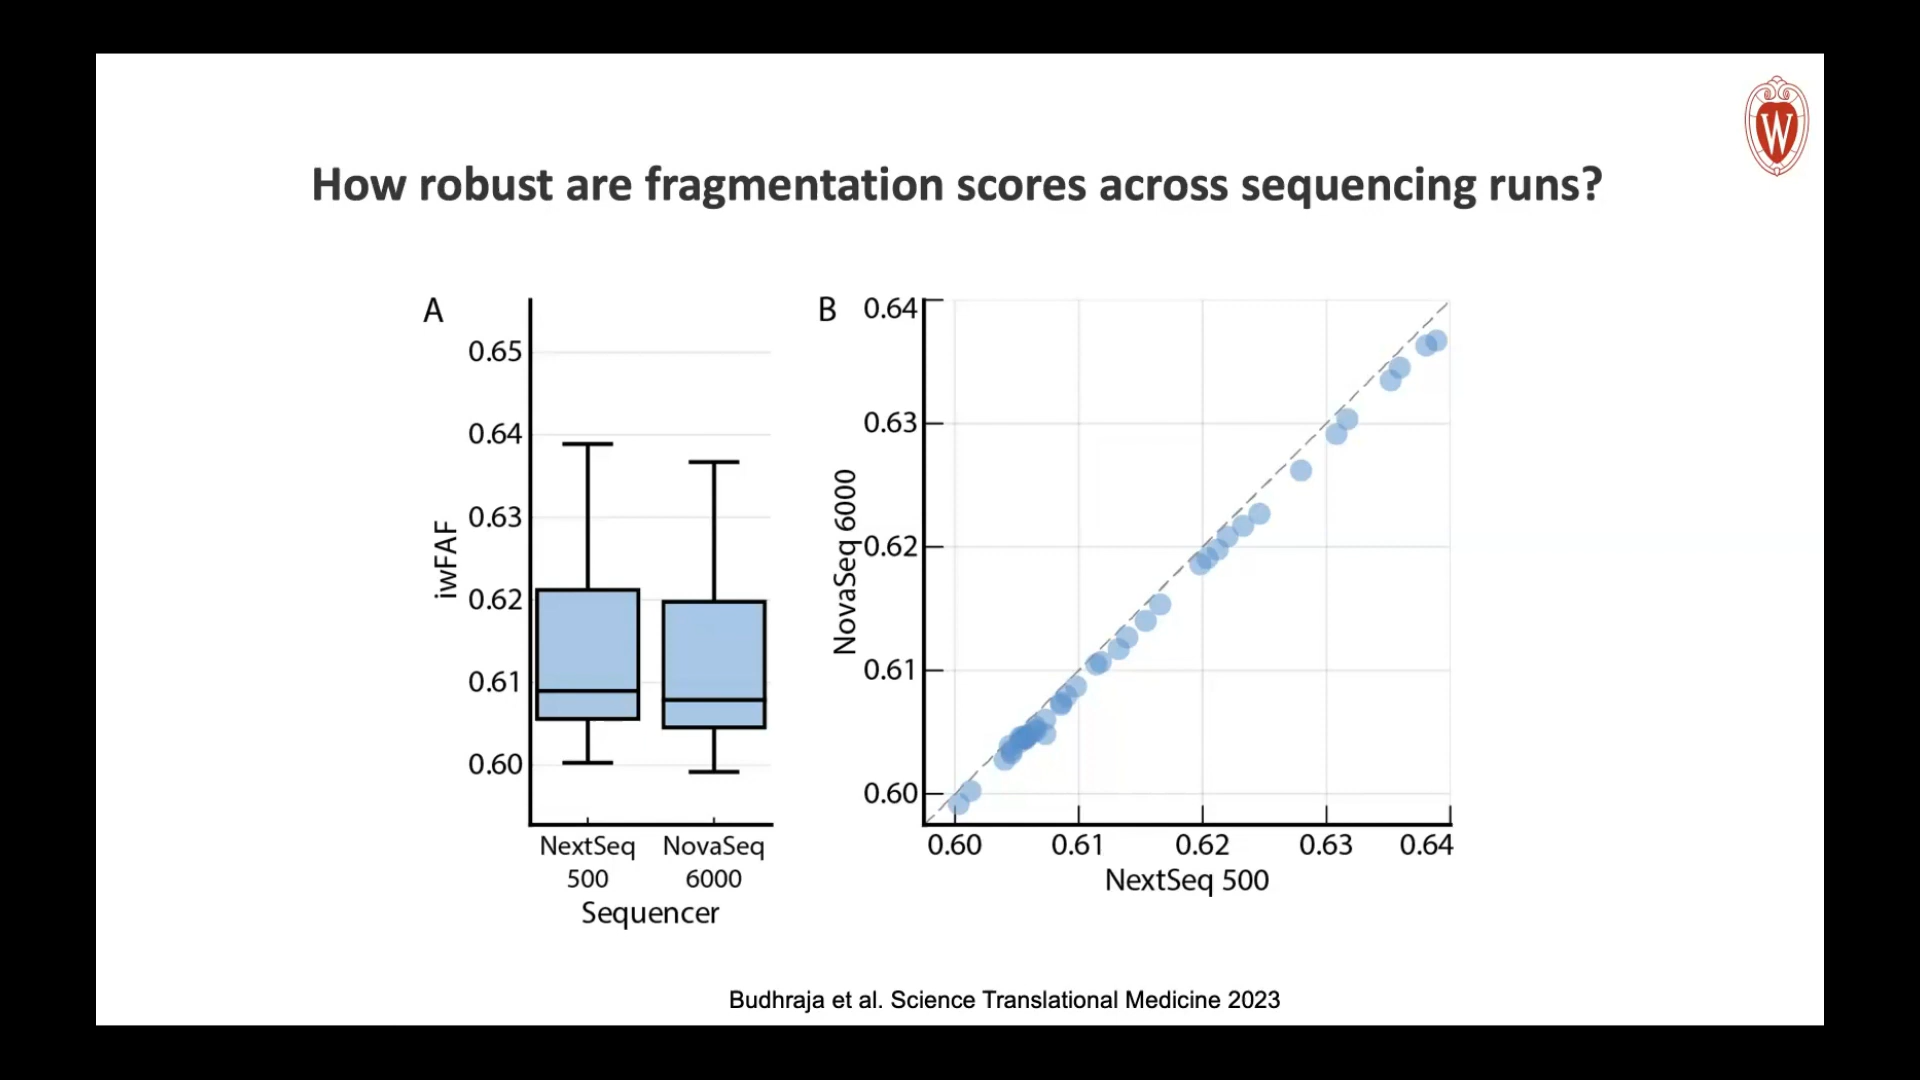 W
How robust are fragmentation scores across sequencing runs?
A
0.65
0.64
0.63
0.62
0.61
0.60
iwFAF
NextSeq
500
NovaSeq
6000
Sequencer
B
0.64
0.63
0.62
0.61
0.60
NovaSeq 6000
0.60 0.61 0.62 0.63 0.64
NextSeq 500
Budhraja et al. Science Translational Medicine 2023